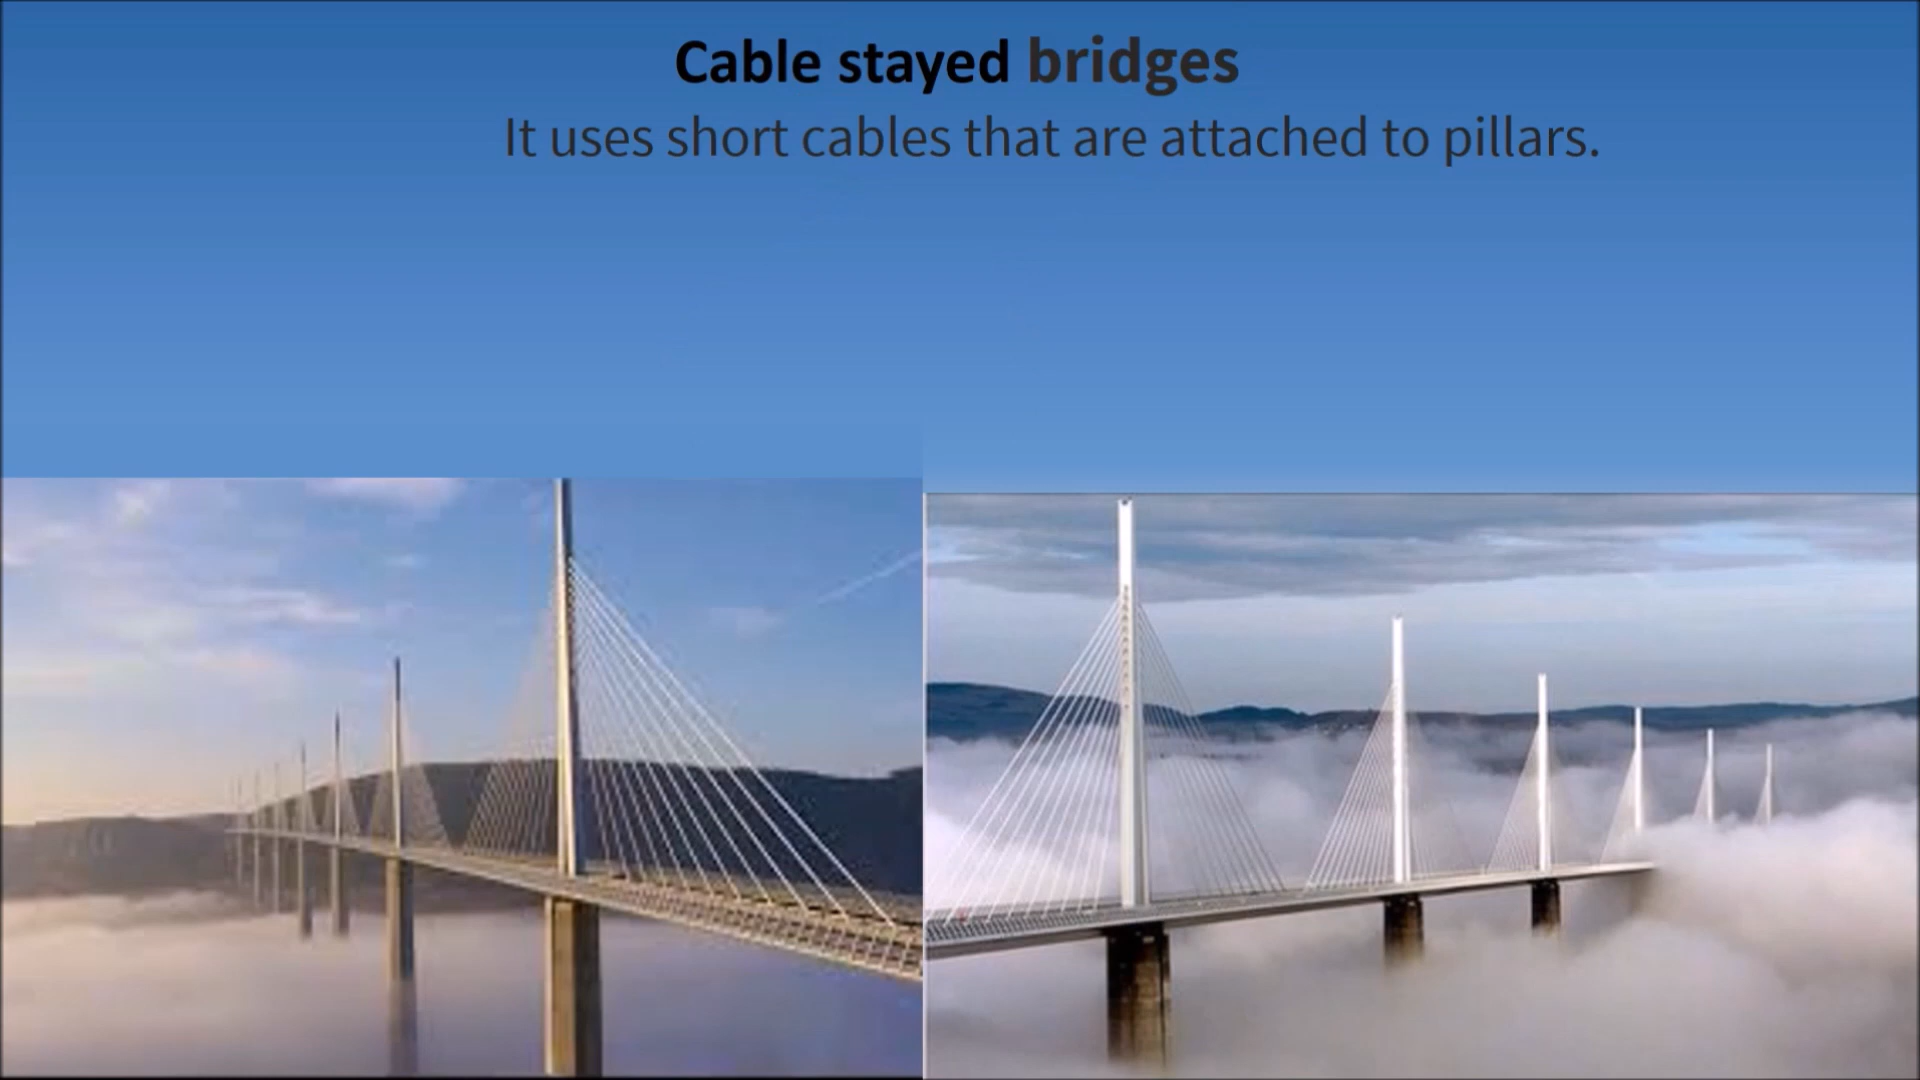 Cable stayed bridges
It uses short cables that are attached to pillars.